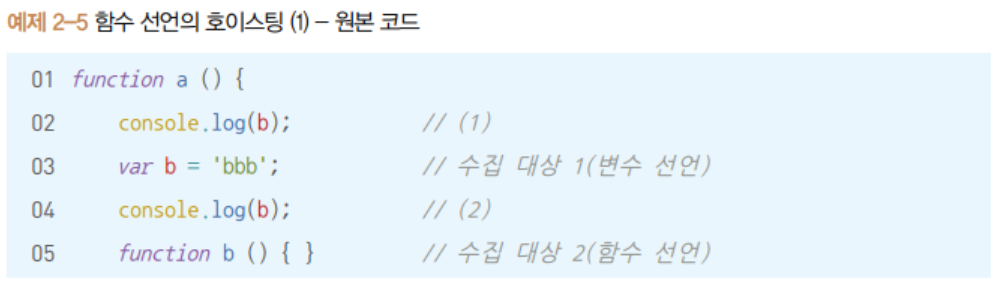 예제 2-5 함수 선언의 호이스팅 (1) – 원본 코드
01 function a () {
02 console.log(b); // (1)
03 var b = 'bbb'; // 수집 대상 1(변수 선언)
04 console.log(b); // (2)
05 function b () { } // 수집 대상 2(함수 선언)